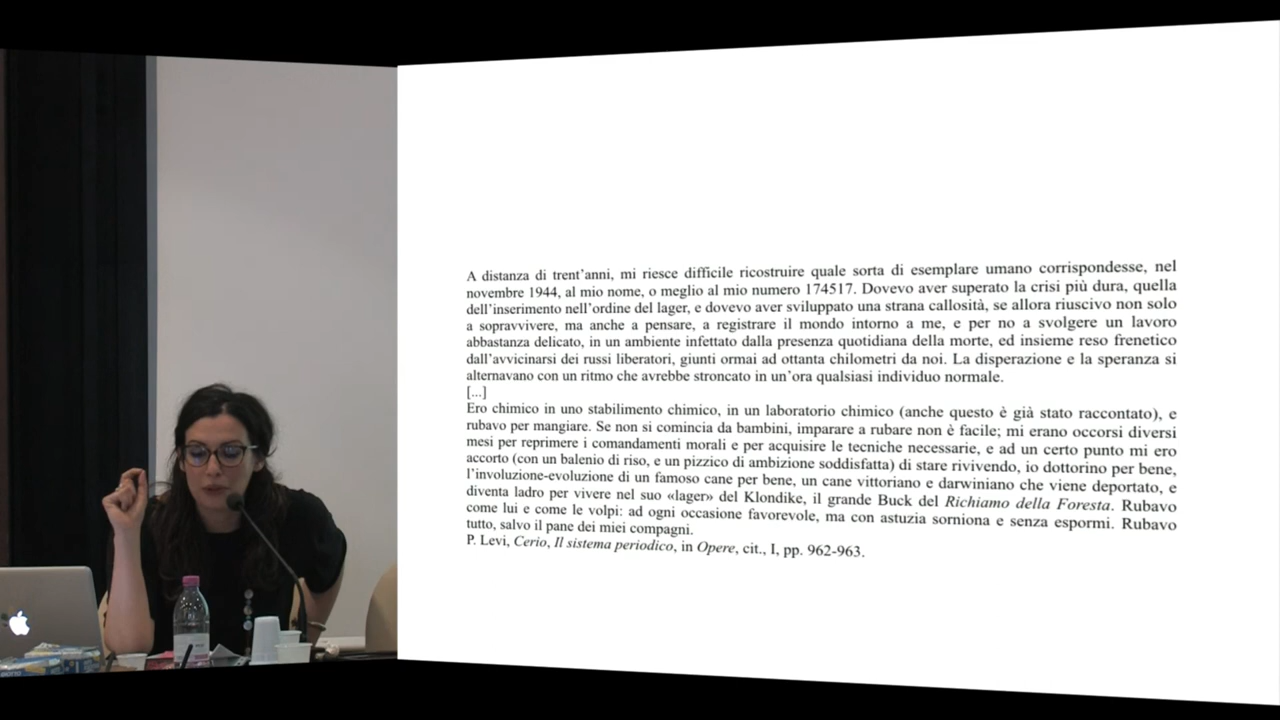 A distanza di trent'anni, mi riesce difficile ricostruire quale sorta di esemplare umano corrispondesse, nel
novembre 1944, al mio nome, o meglio al mio numero 174517. Dovevo aver superato la crisi più dura, quella
dell'inserimento nell'ordine del lager, e dovevo aver sviluppato una strana callosità, se allora riuscivo non solo
a sopravvivere, ma anche a pensare, a registrare il mondo intorno a me, e per no a svolgere un lavoro
abbastanza delicato, in un ambiente infettato dalla presenza quotidiana della morte, ed insieme reso frenetico
dall'avvicinarsi dei russi liberatori, giunti ormai ad ottanta chilometri da noi. La disperazione e la speranza si
alternavano con un ritmo che avrebbe stroncato in un'ora qualsiasi individuo normale.
[...]
Ero chimico in uno stabilimento chimico, in un laboratorio chimico (anche questo è già stato raccontato), e
rubavo per mangiare. Se non si comincia da bambini, imparare a rubare non è facile; mi erano occorsi diversi
mesi per reprimere i comandamenti morali e per acquisire le tecniche necessarie, e ad un certo punto mi ero
accorto (con un balenio di riso, e un pizzico di ambizione soddisfatta) di stare rivivendo, io dottorino per bene,
l'involuzione-evoluzione di un famoso cane per bene, un cane vittoriano e darwiniano che viene deportato, e
diventa ladro per vivere nel suo «lager» del Klondike, il grande Buck del Richiamo della Foresta. Rubavo
come lui e come le volpi: ad ogni occasione favorevole, ma con astuzia sorniona e senza espormi. Rubavo
tutto, salvo il pane dei miei compagni.
P. Levi, Cerio, Il sistema periodico, in Opere, cit., I, pp. 962-963.